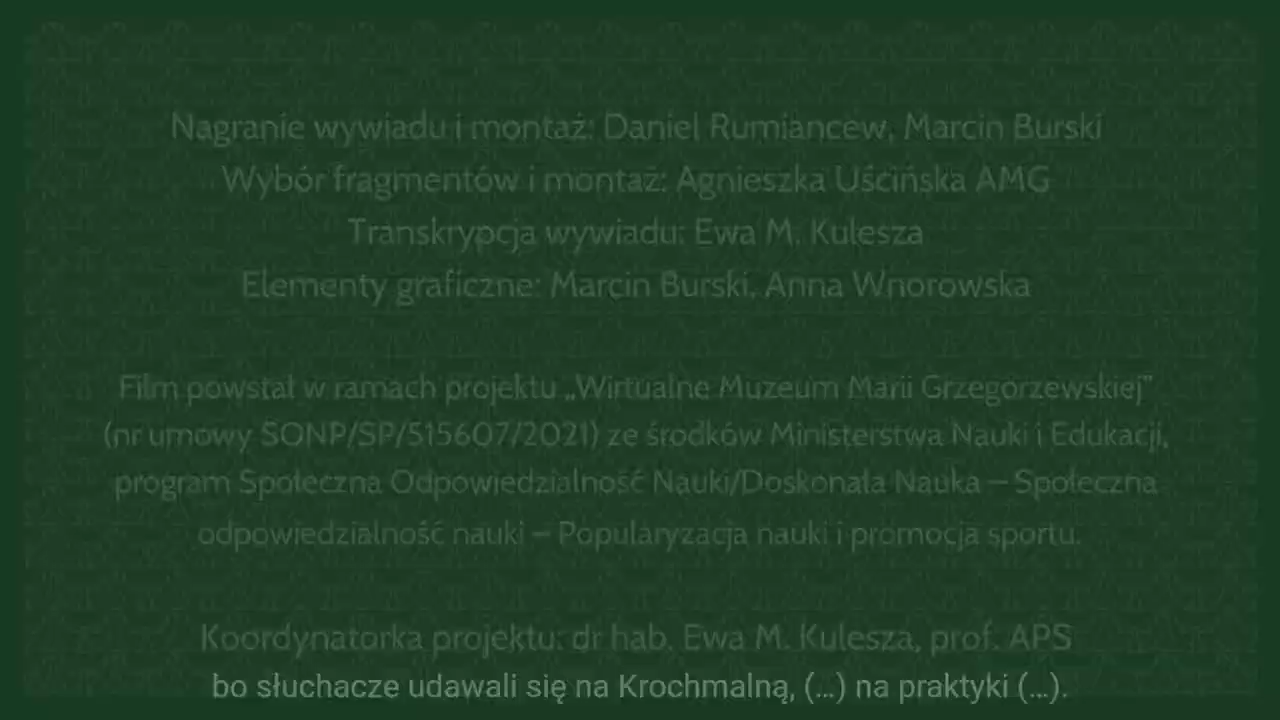 Nagranie wywiadu i montaż: Daniel Rumiancew, Marcin Burski
Wybór fragmentów i montaż: Agnieszka Uścińska AMG
Transkrypcja wywiadu: Ewa M. Kulesza
Elementy graficzne: Marcin Burski, Anna Wnorowska
Film powstał w ramach projektu „Wirtualne Muzeum Marii Grzegorzewskiej”
(nr umowy SONP/SP/515607/2021) ze środków Ministerstwa Nauki i Edukacji,
program Społeczna Odpowiedzialność Nauki/Doskonała Nauka – Społeczna
odpowiedzialność nauki – Popularyzacja nauki i promocja sportu.
Koordynatorka projektu: dr hab. Ewa M. Kulesza, prof. APS
bo słuchacze udawali się na Krochmalną, (...) na praktyki (...).